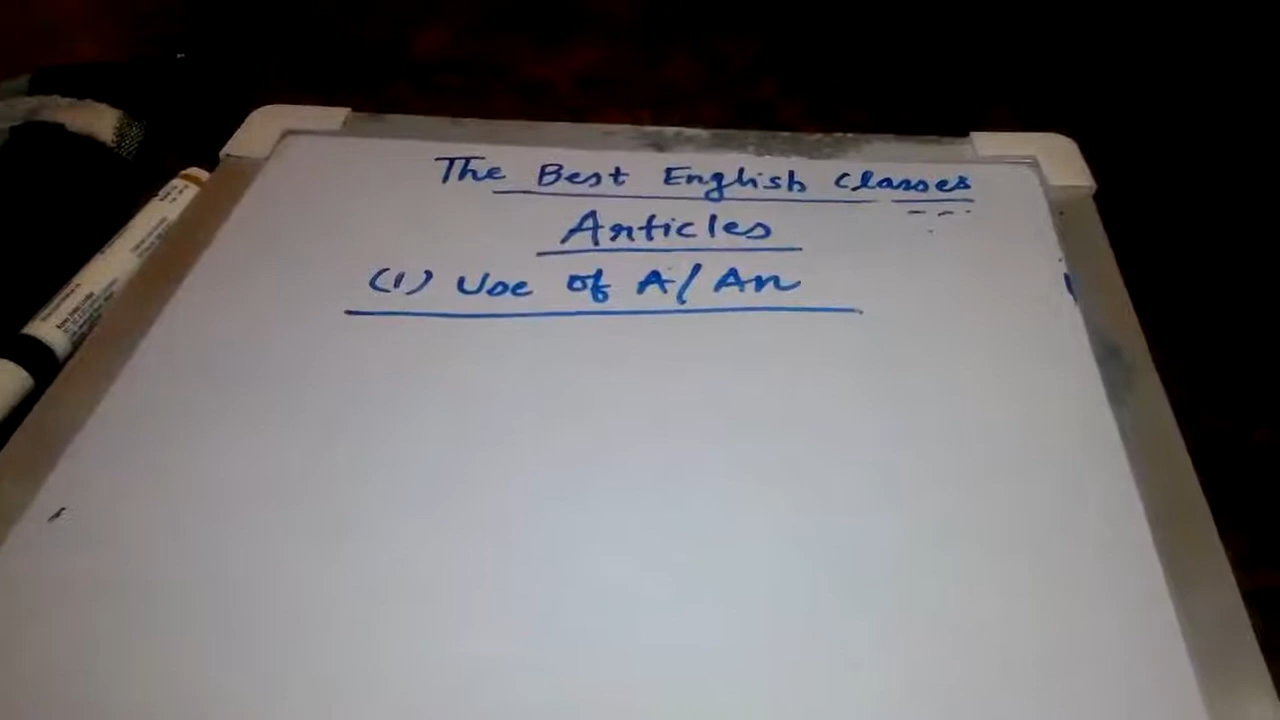 The Best English Classes
Articles
(1) Use of A/An